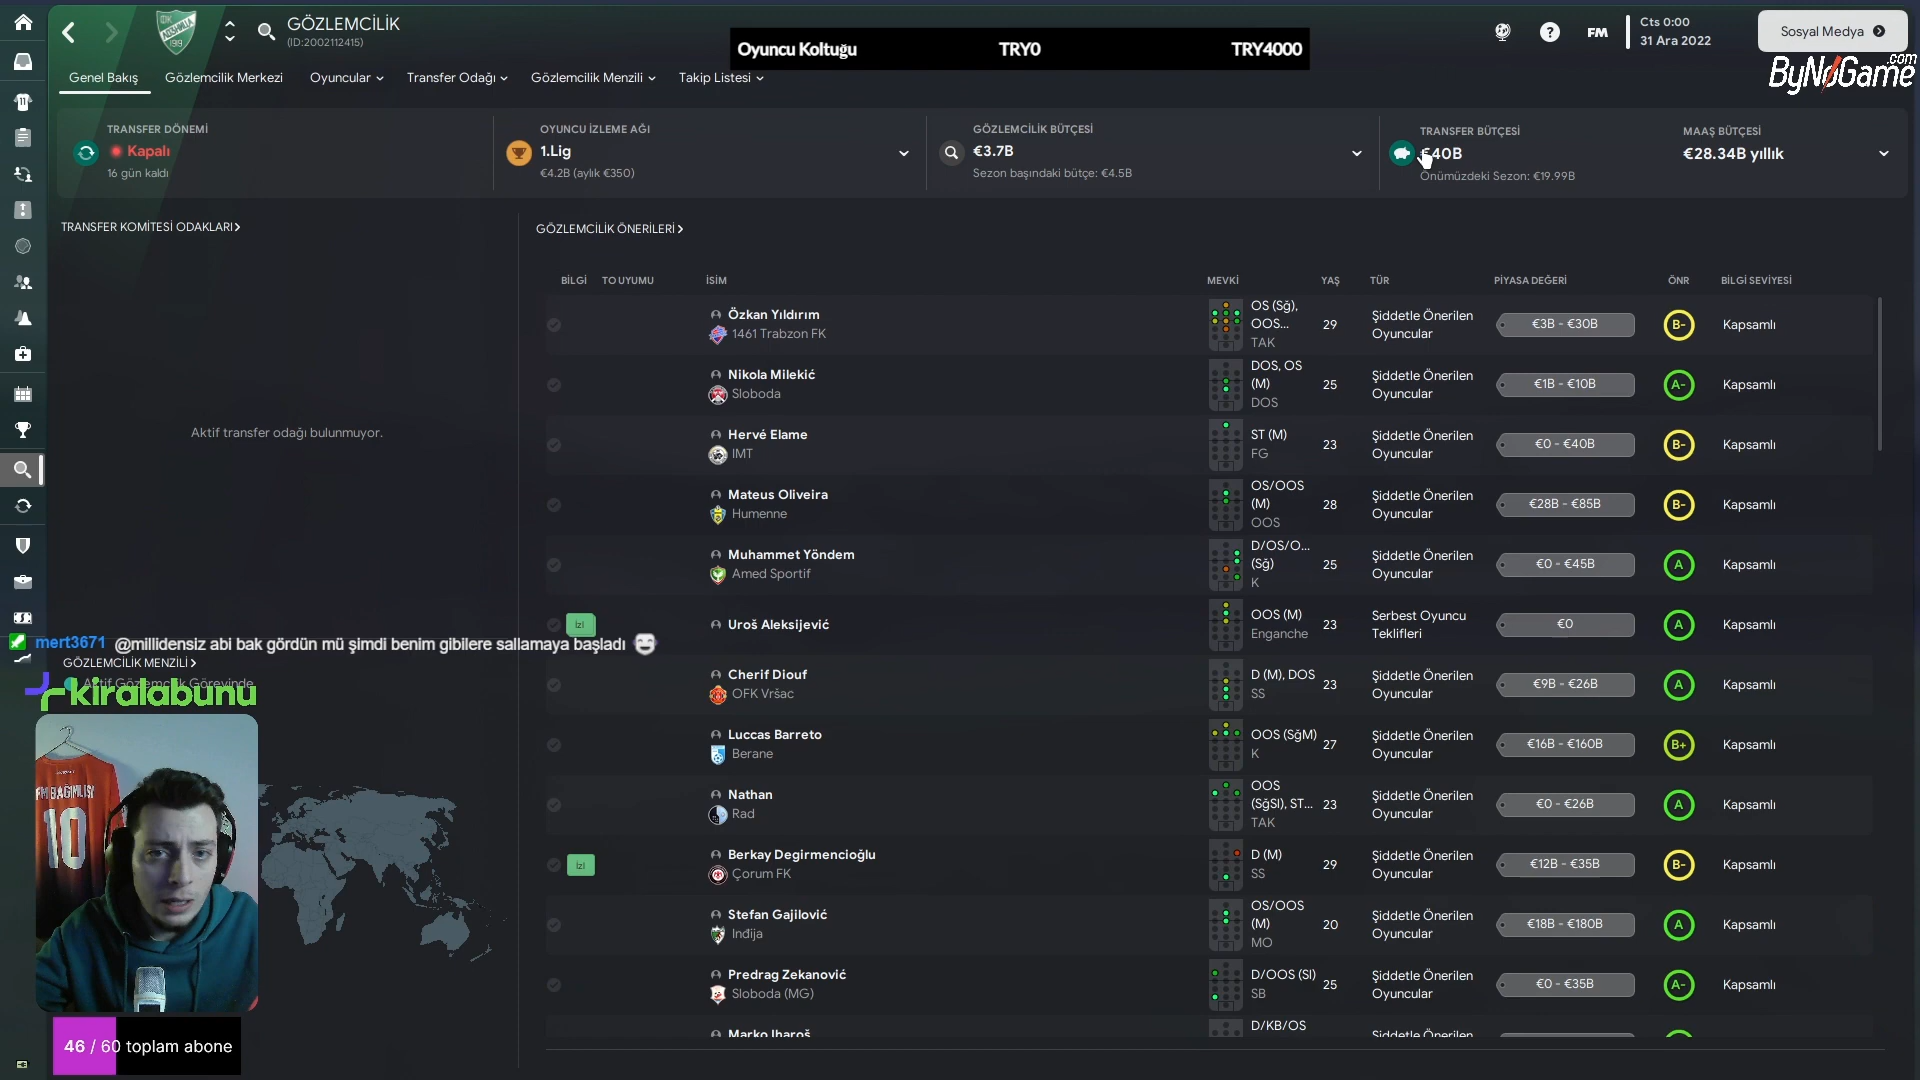 GÖZLEMCİLİK
(ID:2002112415)
Oyuncu Koltuğu TRY0 TRY4000
FM
Cts 0:00
31 Ara 2022
Sosyal Medya
ByNoGame.com
Genel Bakış Gözlemcilik Merkezi Oyuncular Transfer Odağı Gözlemcilik Menzili Takip Listesi
TRANSFER DÖNEMİ
Kapalı
16 gün kaldı
OYUNCU İZLEME AĞI
1.Lig
€4.2B (aylık €350)
GÖZLEMCİLİK BÜTÇESİ
€3.7B
Sezon başındaki bütçe: €4.5B
TRANSFER BÜTÇESİ
€40B
Önümüzdeki Sezon: €19.99B
MAAŞ BÜTÇESİ
€28.34B yıllık
TRANSFER KOMİTESİ ODAKLARI>
Aktif transfer odağı bulunmuyor.
GÖZLEMCİLİK ÖNERİLERİ>
BİLGİ TO UYUMU İSİM MEVKİ YAŞ TÜR PİYASA DEĞERİ ÖNR BİLGİ SEVİYESİ
Özkan Yıldırım
1461 Trabzon FK
OS (Sğ),
OOS...
TAK
29
Şiddetle Önerilen
Oyuncular
€3B - €30B
B-
Kapsamlı
Nikola Milekić
Sloboda
DOS, OS
(M)
DOS
25
Şiddetle Önerilen
Oyuncular
€1B - €10B
A-
Kapsamlı
Hervé Elame
IMT
ST (M)
FG
23
Şiddetle Önerilen
Oyuncular
€0 - €40B
B-
Kapsamlı
Mateus Oliveira
Humenne
OS/OOS
(M)
OOS
28
Şiddetle Önerilen
Oyuncular
€28B - €85B
B-
Kapsamlı
Muhammet Yöndem
Amed Sportif
D/OS/O...
(Sğ)
K
25
Şiddetle Önerilen
Oyuncular
€0 - €45B
A
Kapsamlı
İzl
Uroš Aleksijević
OOS (M)
Enganche
23
Serbest Oyuncu
Teklifleri
€0
A
Kapsamlı
mert3671 @millidensiz abi bak gördün mü şimdi benim gibilere sallamaya başladı
GÖZLEMCİLİK MENZİLİ >
Aktif Gözlemcilik Görevinde
kiralabunu
Cherif Diouf
OFK Vršac
D (M), DOS
SS
23
Şiddetle Önerilen
Oyuncular
€9B - €26B
A
Kapsamlı
Luccas Barreto
Berane
OOS (SğM)
K
27
Şiddetle Önerilen
Oyuncular
€16B - €160B
B+
Kapsamlı
Nathan
Rad
OOS
(SğSl), ST...
TAK
23
Şiddetle Önerilen
Oyuncular
€0 - €26B
A
Kapsamlı
İzl
Berkay Degirmencioğlu
Çorum FK
D (M)
SS
29
Şiddetle Önerilen
Oyuncular
€12B - €35B
B-
Kapsamlı
Stefan Gajilović
Inđija
OS/OOS
(M)
MO
20
Şiddetle Önerilen
Oyuncular
€18B - €180B
A
Kapsamlı
Predrag Zekanović
Sloboda (MG)
D/OOS (Sl)
SB
25
Şiddetle Önerilen
Oyuncular
€0 - €35B
A-
Kapsamlı
Marko Iharoš
D/KB/OS
Şiddetle Önerilen
FM BAĞIMLISI
10
46 / 60 toplam abone